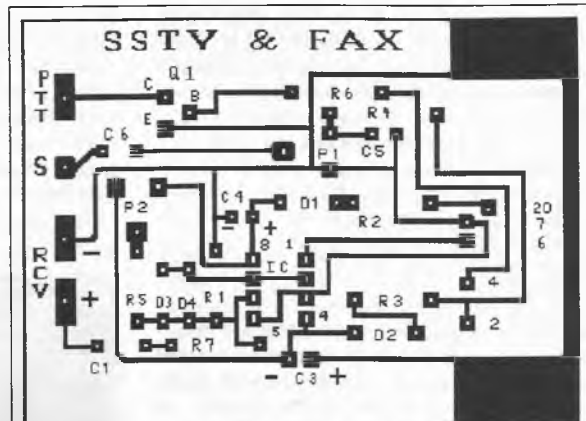 SSTV & FAX
PTT
C Q1
B
E
R6 R4
C6
S
P1 C5
P2
C4 D1 R2
20
7
6
- +
8 1
RCV
-
IC
+
4
R5 D3 D4 R1
R3
5 4
2
D2
R7
C1
- C3 +